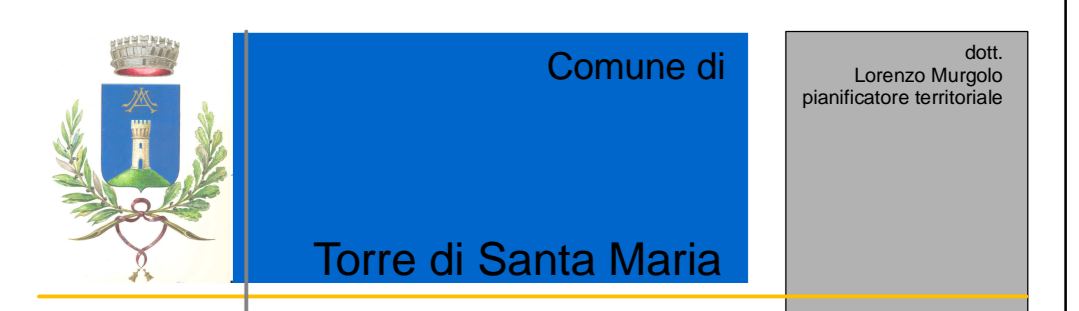 Comune di
Torre di Santa Maria
dott.
Lorenzo Murgolo
pianificatore territoriale